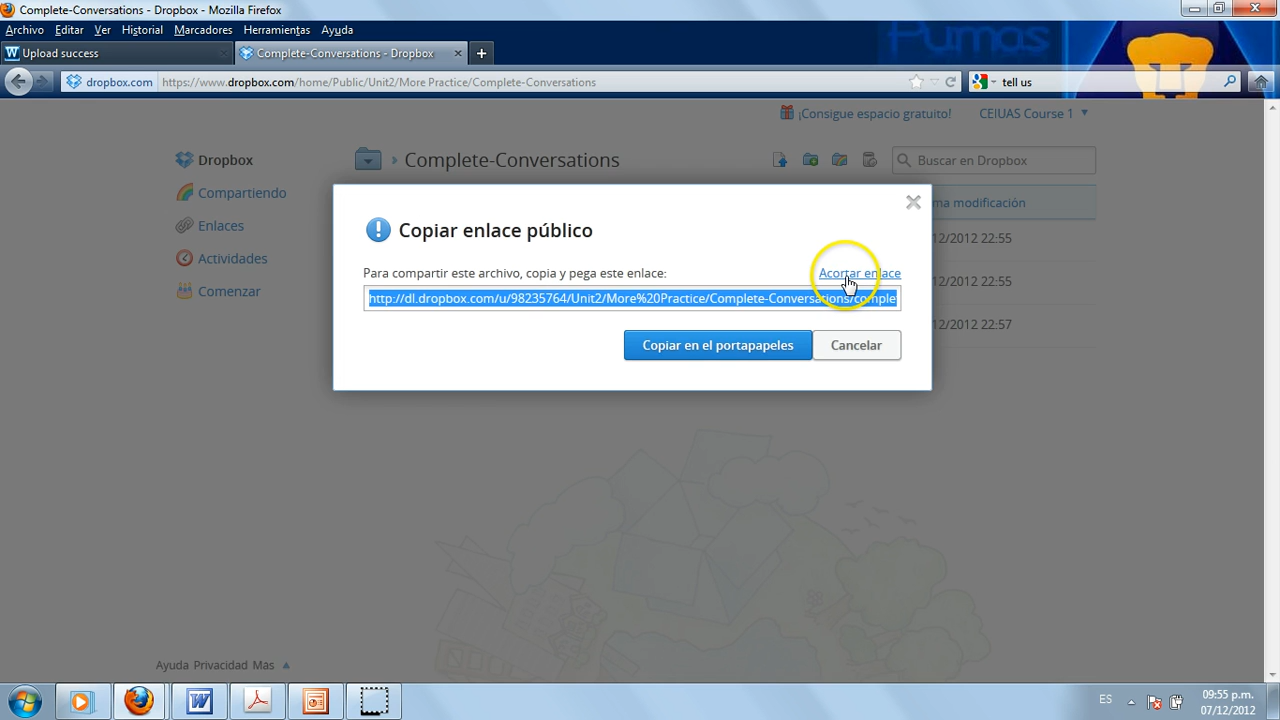 Complete-Conversations - Dropbox - Mozilla Firefox
Archivo Editar Ver Historial Marcadores Herramientas Ayuda
Pumas
Upload success
Complete-Conversations - Dropbox
dropbox.com https://www.dropbox.com/home/Public/Unit2/More Practice/Complete-Conversations
tell us
¡Consigue espacio gratuito! CEIUAS Course 1
Dropbox
Complete-Conversations
Buscar en Dropbox
Compartiendo
ma modificación
Enlaces
12/2012 22:55
Actividades
12/2012 22:55
Comenzar
12/2012 22:57
Copiar enlace público
Para compartir este archivo, copia y pega este enlace: Acortar enlace
http://dl.dropbox.com/u/98235764/Unit2/More%20Practice/Complete-Conversations/comple
Copiar en el portapapeles Cancelar
Ayuda Privacidad Mas
ES
09:55 p.m.
07/12/2012